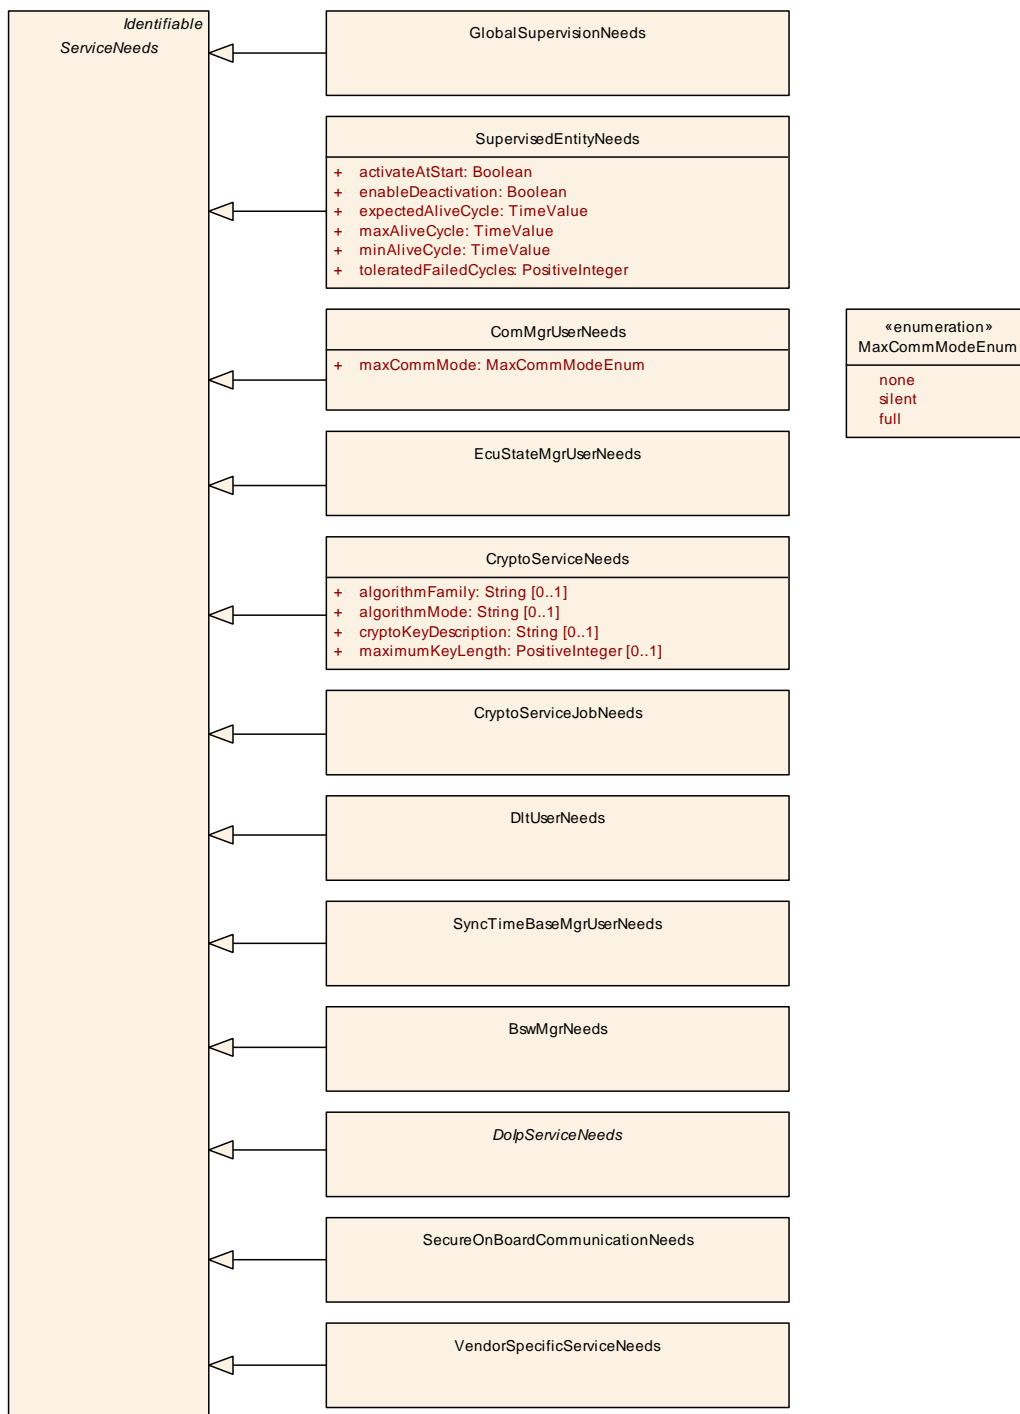 Identifiable
ServiceNeeds
GlobalSupervisionNeeds
SupervisedEntityNeeds
+ activateAtStart: Boolean
+ enableDeactivation: Boolean
+ expectedAliveCycle: TimeValue
+ maxAliveCycle: TimeValue
+ minAliveCycle: TimeValue
+ toleratedFailedCycles: PositiveInteger
ComMgrUserNeeds
+ maxCommMode: MaxCommModeEnum
«enumeration»
MaxCommModeEnum
none
silent
full
EcuStateMgrUserNeeds
CryptoServiceNeeds
+ algorithmFamily: String [0..1]
+ algorithmMode: String [0..1]
+ cryptoKeyDescription: String [0..1]
+ maximumKeyLength: PositiveInteger [0..1]
CryptoServiceJobNeeds
DltUserNeeds
SyncTimeBaseMgrUserNeeds
BswMgrNeeds
DoIpServiceNeeds
SecureOnBoardCommunicationNeeds
VendorSpecificServiceNeeds